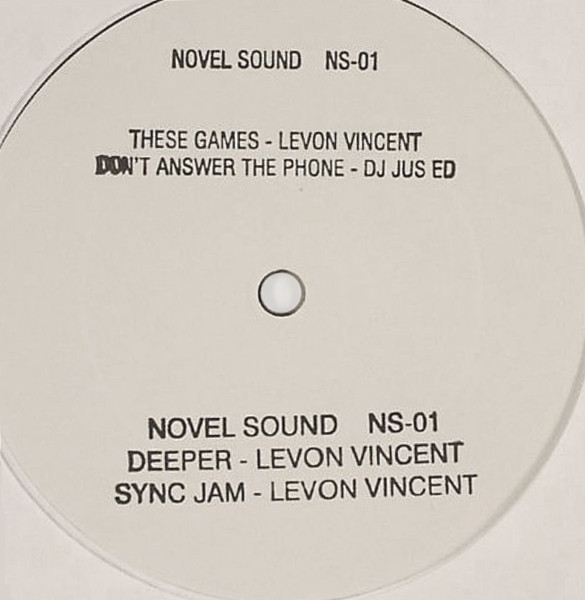 NOVEL SOUND NS-01
THESE GAMES - LEVON VINCENT
DON'T ANSWER THE PHONE - DJ JUS ED
NOVEL SOUND NS-01
DEEPER - LEVON VINCENT
SYNC JAM - LEVON VINCENT